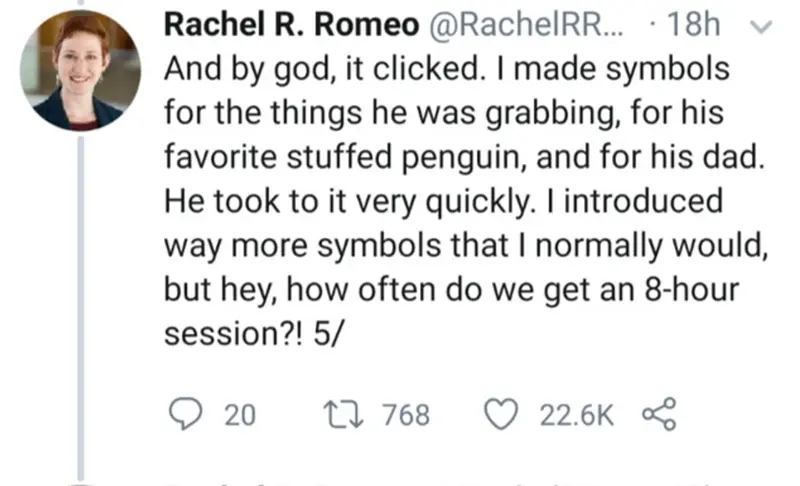 Rachel R. Romeo @RachelRR... · 18h
And by god, it clicked. I made symbols
for the things he was grabbing, for his
favorite stuffed penguin, and for his dad.
He took to it very quickly. I introduced
way more symbols that I normally would,
but hey, how often do we get an 8-hour
session?! 5/
20 768 22.6K